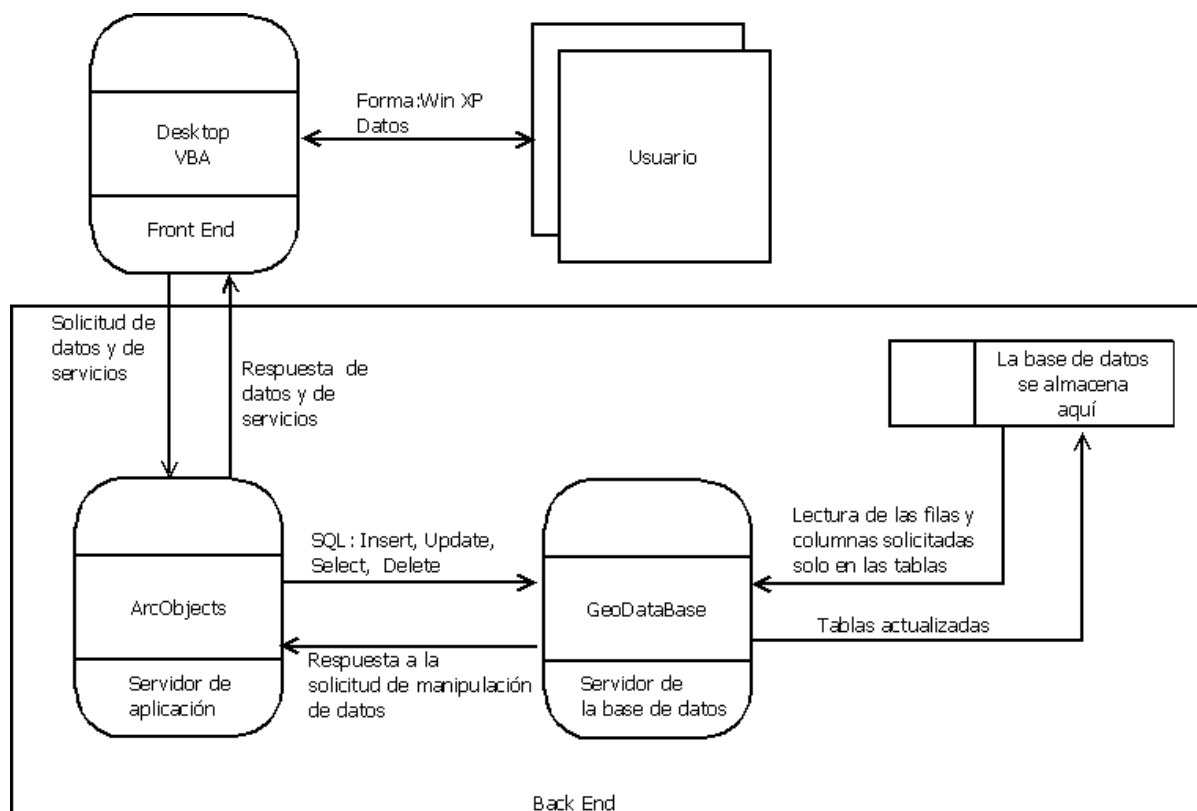 Forma:Win XP
Datos
Desktop
VBA
Front End
Usuario
Solicitud de
datos y de
servicios
Respuesta de
datos y de
servicios
La base de datos
se almacena
aquí
SQL: Insert, Update,
Select, Delete
Lectura de las filas y
columnas solicitadas
solo en las tablas
ArcObjects
GeoDataBase
Tablas actualizadas
Respuesta a la
solicitud de manipulación
de datos
Servidor de
aplicación
Servidor de
la base de datos
Back End